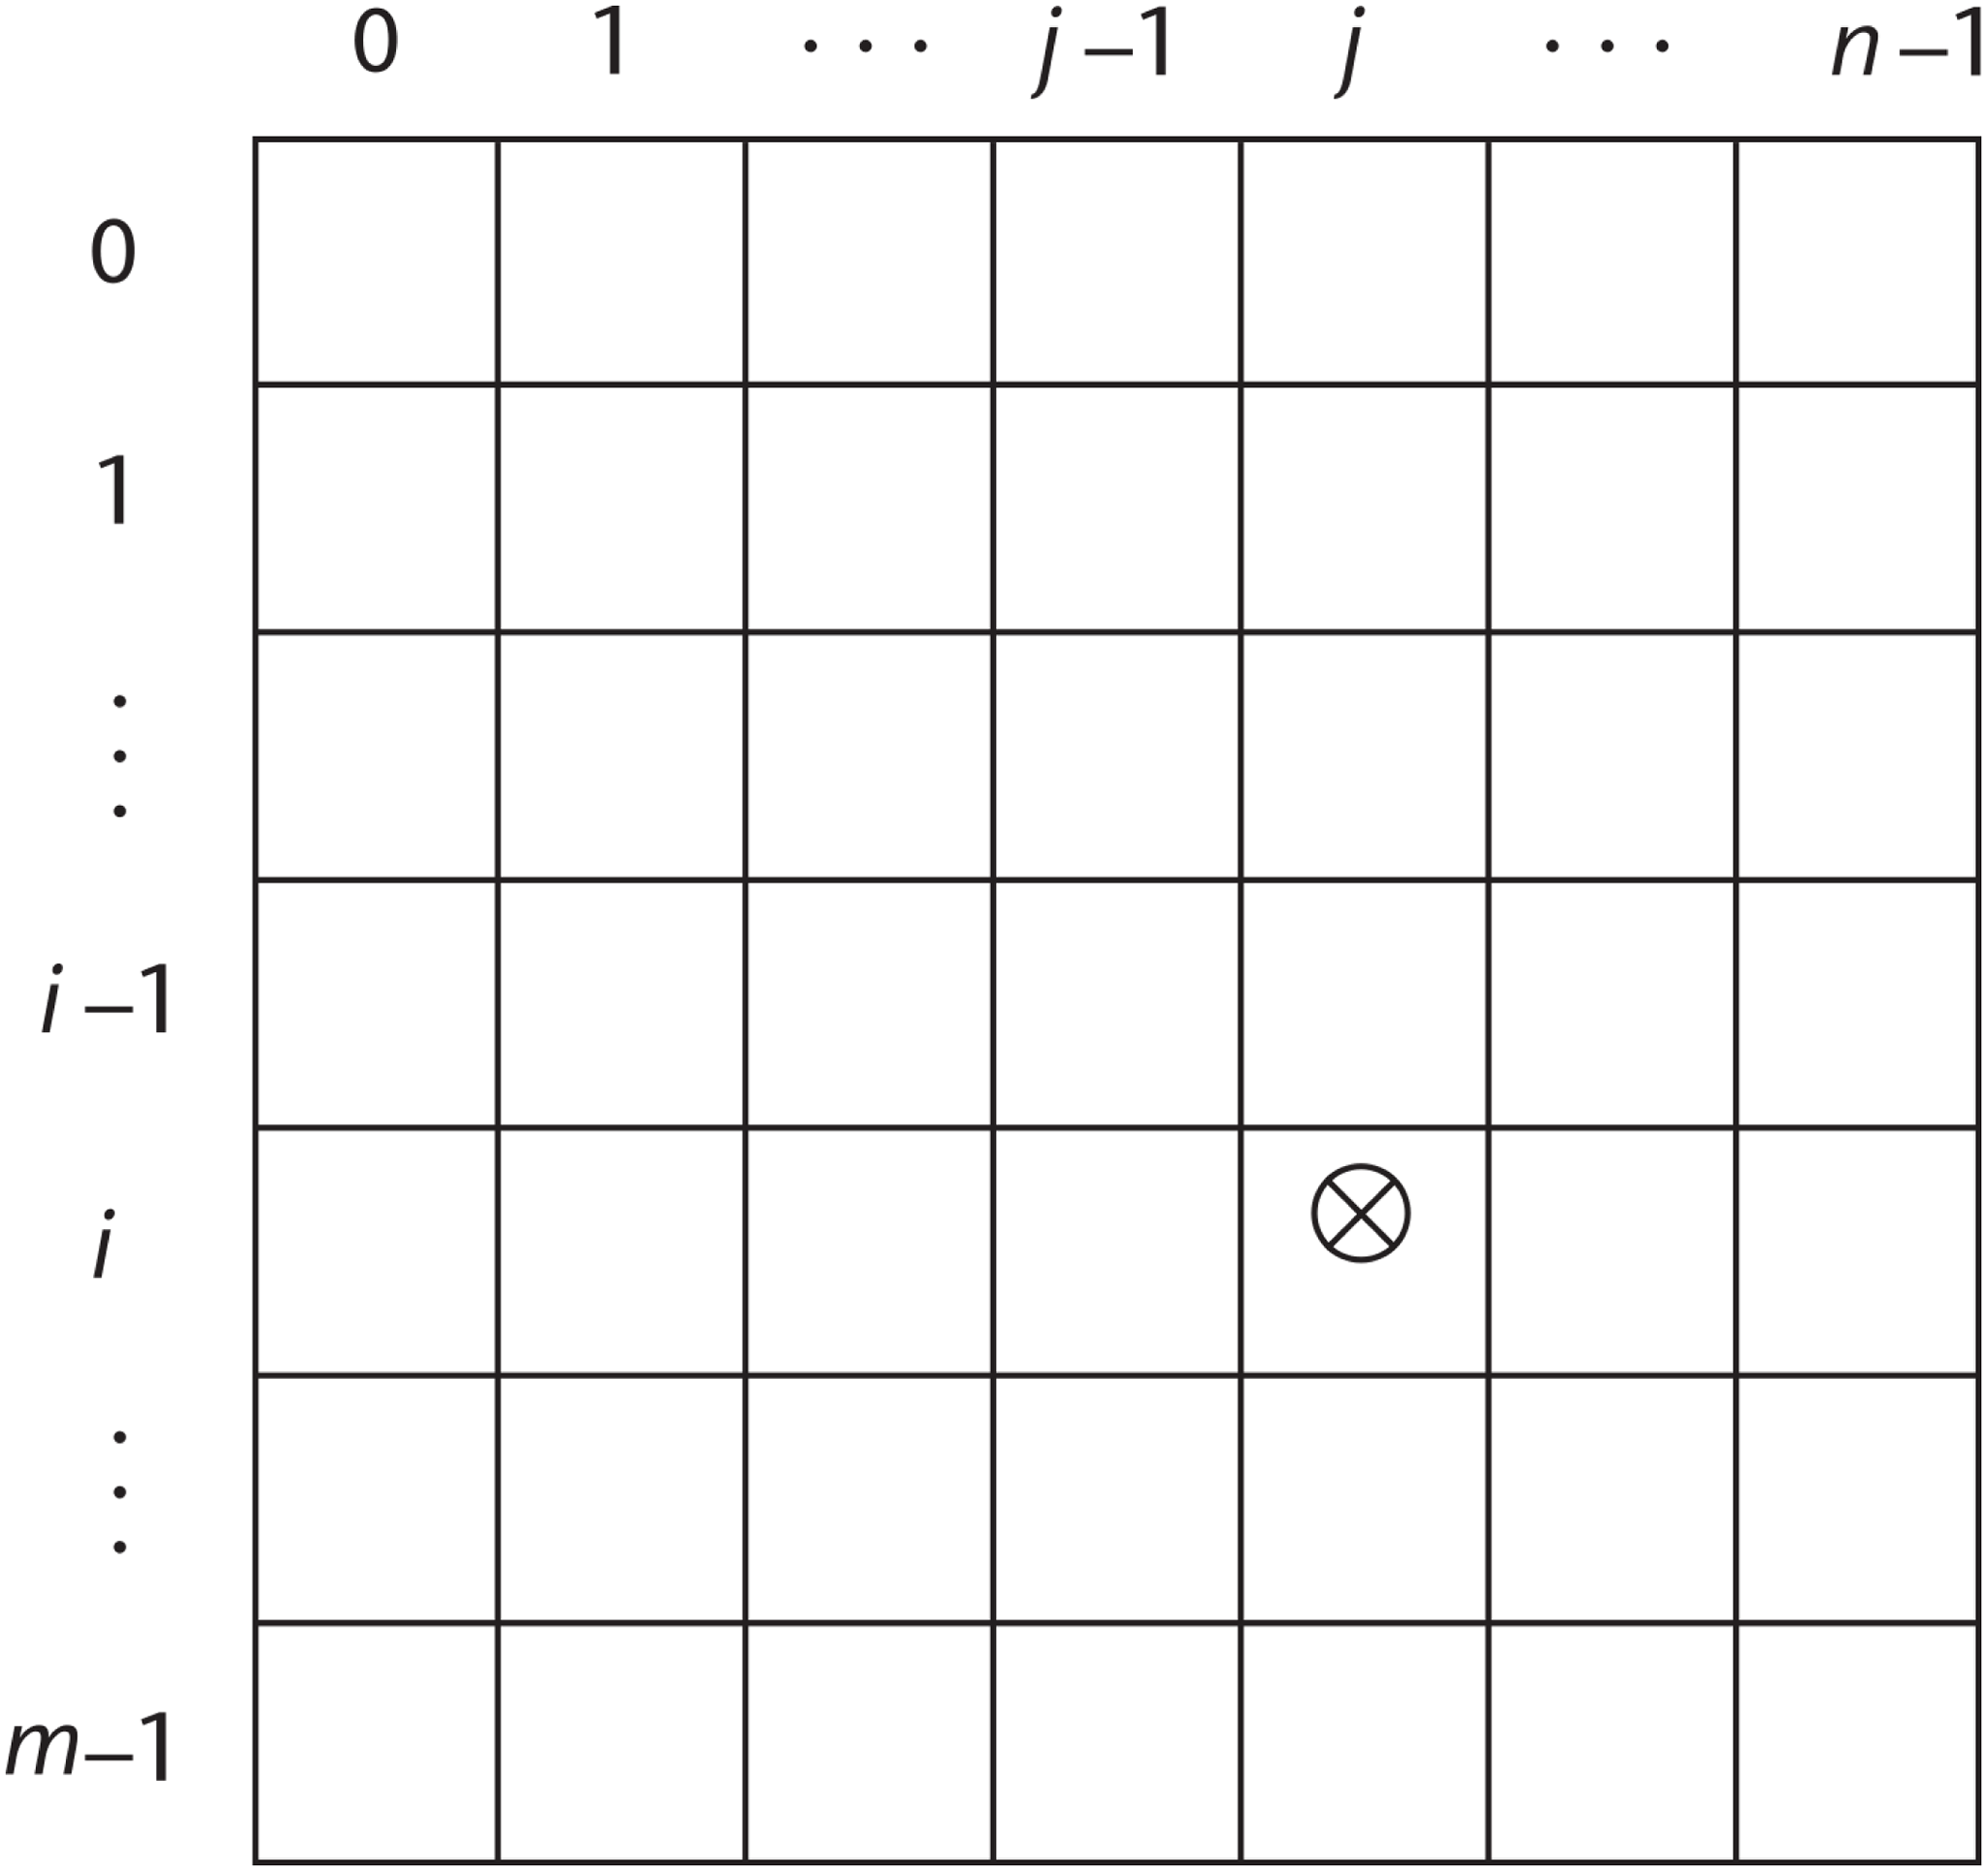 0 1 · · · j –1 j · · · n –1
0
1
·
·
·
i –1
i
·
·
·
m–1